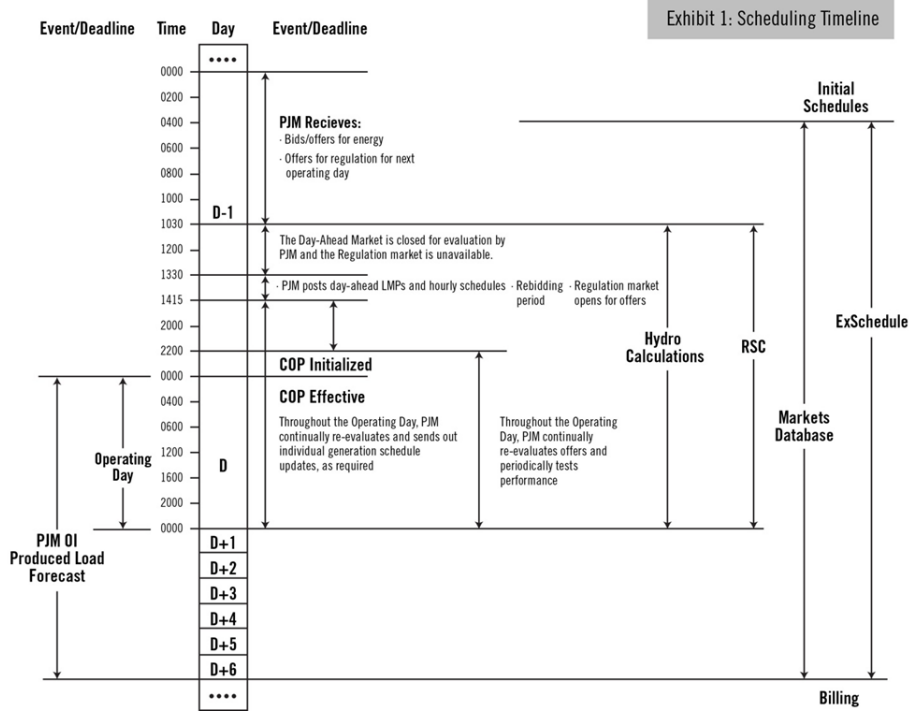 Exhibit 1: Scheduling Timeline
Event/Deadline Time Day Event/Deadline
....
0000
0200
Initial
Schedules
0400
PJM Recieves:
· Bids/offers for energy
0600
· Offers for regulation for next
operating day
0800
1000
D-1
1030
The Day-Ahead Market is closed for evaluation by
PJM and the Regulation market is unavailable.
1200
1330
· PJM posts day-ahead LMPs and hourly schedules
· Rebidding
period
· Regulation market
opens for offers
1415
2000
ExSchedule
Hydro
Calculations
RSC
2200
COP Initialized
0000
COP Effective
0400
Throughout the Operating Day, PJM
continually re-evaluates and sends out
individual generation schedule
updates, as required
Throughout the Operating
Day, PJM continually
re-evaluates offers and
periodically tests
performance
Markets
Database
0600
1200
Operating
Day
D
1600
2000
0000
PJM OI
Produced Load
Forecast
D+1
D+2
D+3
D+4
D+5
D+6
....
Billing